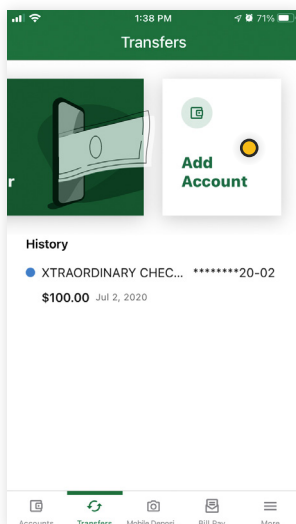 1:38 PM
71%
Transfers
r
Add
Account
History
XTRAORDINARY CHEC... ********20-02
$100.00 Jul 2, 2020
Accounts Transfers Mobile Deposi Bill Pay More